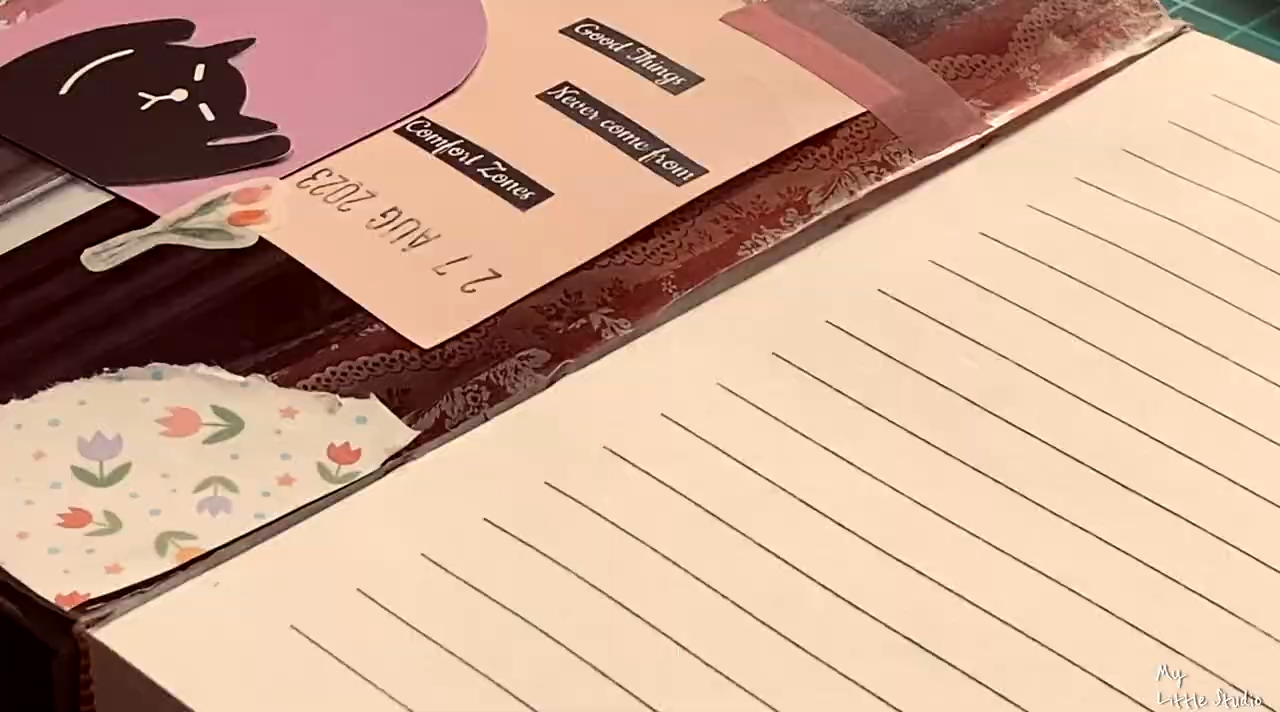 Good Things
Never come from
Comfort Zones
27 AUG 2023
My
Little Studio